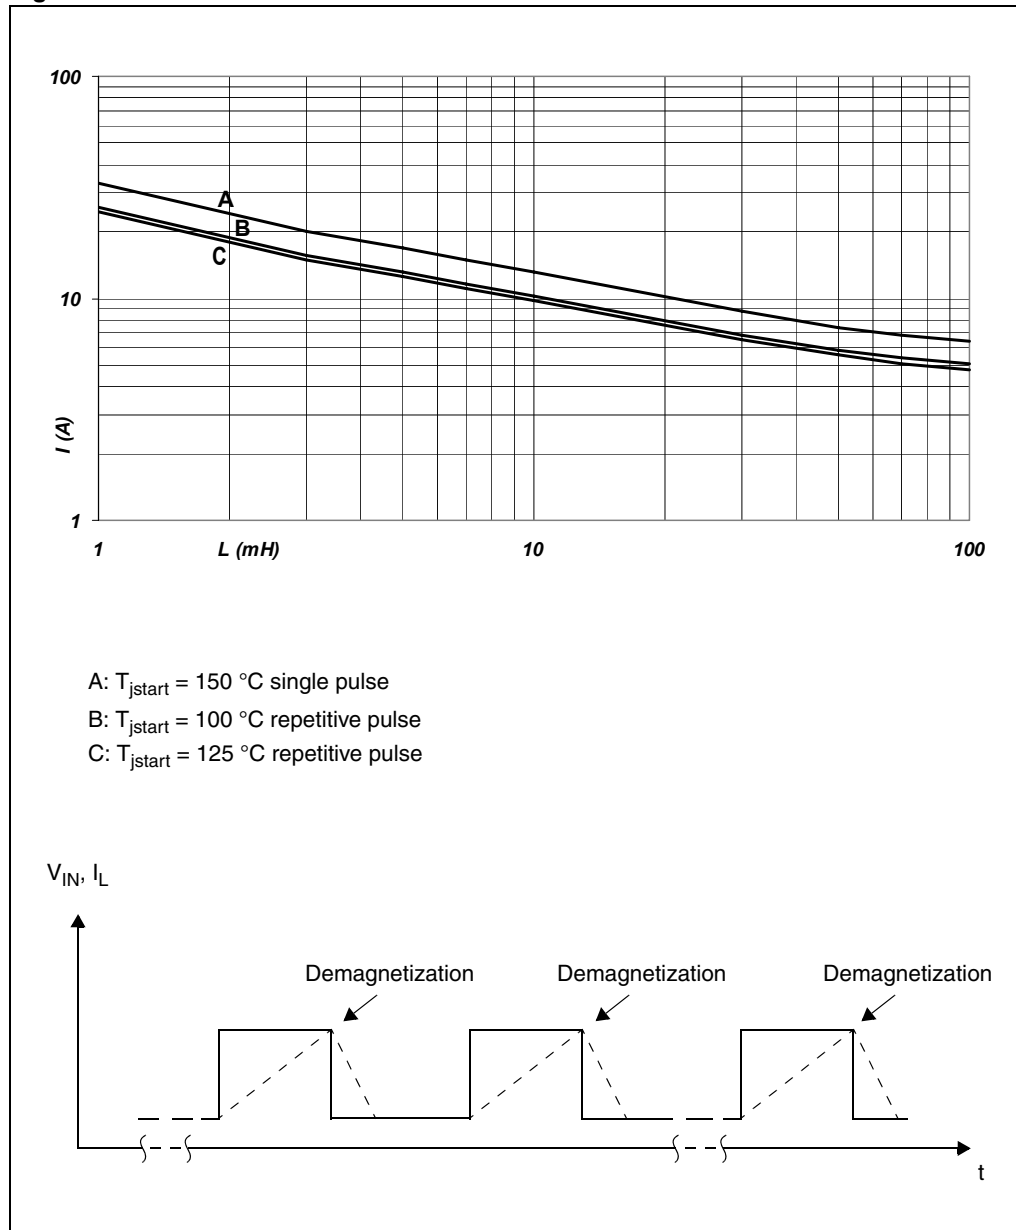 100
A
B
C
10
I (A)
1
1 L (mH) 10 100
A: Tjstart = 150 °C single pulse
B: Tjstart = 100 °C repetitive pulse
C: Tjstart = 125 °C repetitive pulse
VIN, IL
Demagnetization Demagnetization Demagnetization
t